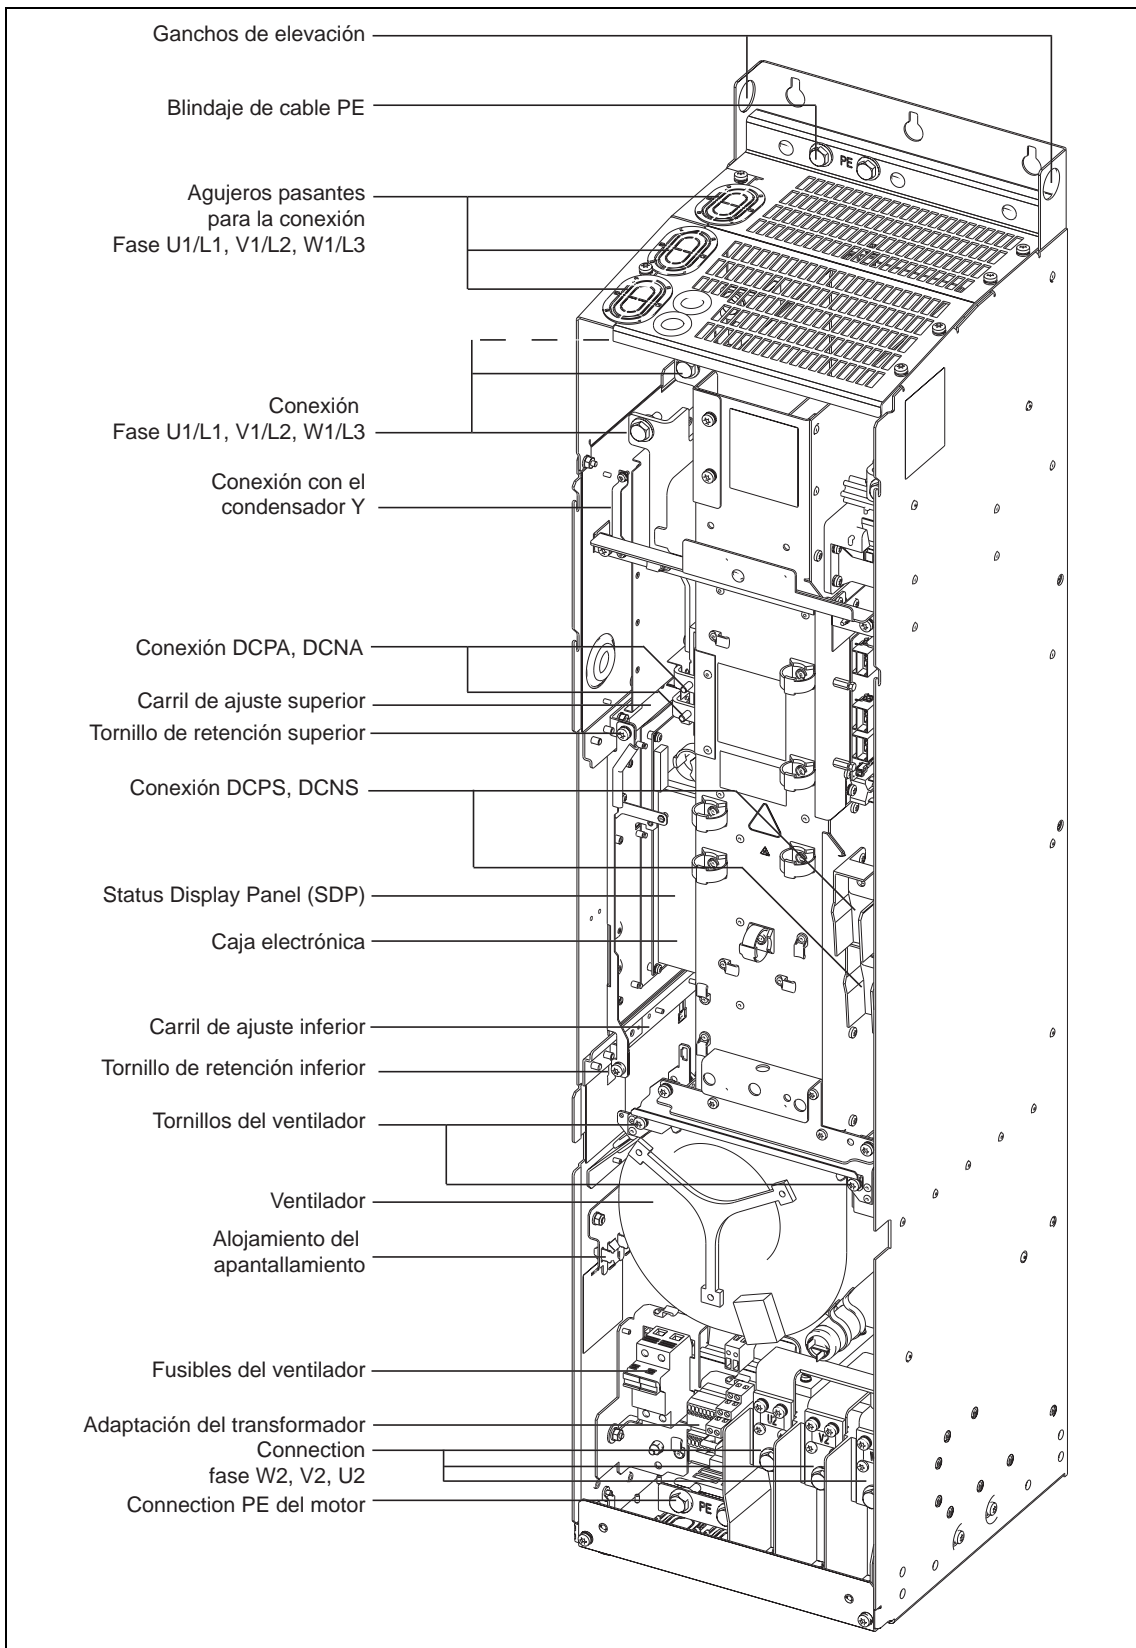 Ganchos de elevación
Blindaje de cable PE
PE
Agujeros pasantes
para la conexión
Fase U1/L1, V1/L2, W1/L3
Conexión
Fase U1/L1, V1/L2, W1/L3
Conexión con el
condensador Y
Conexión DCPA, DCNA
Carril de ajuste superior
Tornillo de retención superior
Conexión DCPS, DCNS
Status Display Panel (SDP)
Caja electrónica
Carril de ajuste inferior
Tornillo de retención inferior
Tornillos del ventilador
Ventilador
Alojamiento del
apantallamiento
Fusibles del ventilador
Adaptación del transformador
U2
V2
Connection
fase W2, V2, U2
Connection PE del motor
PE